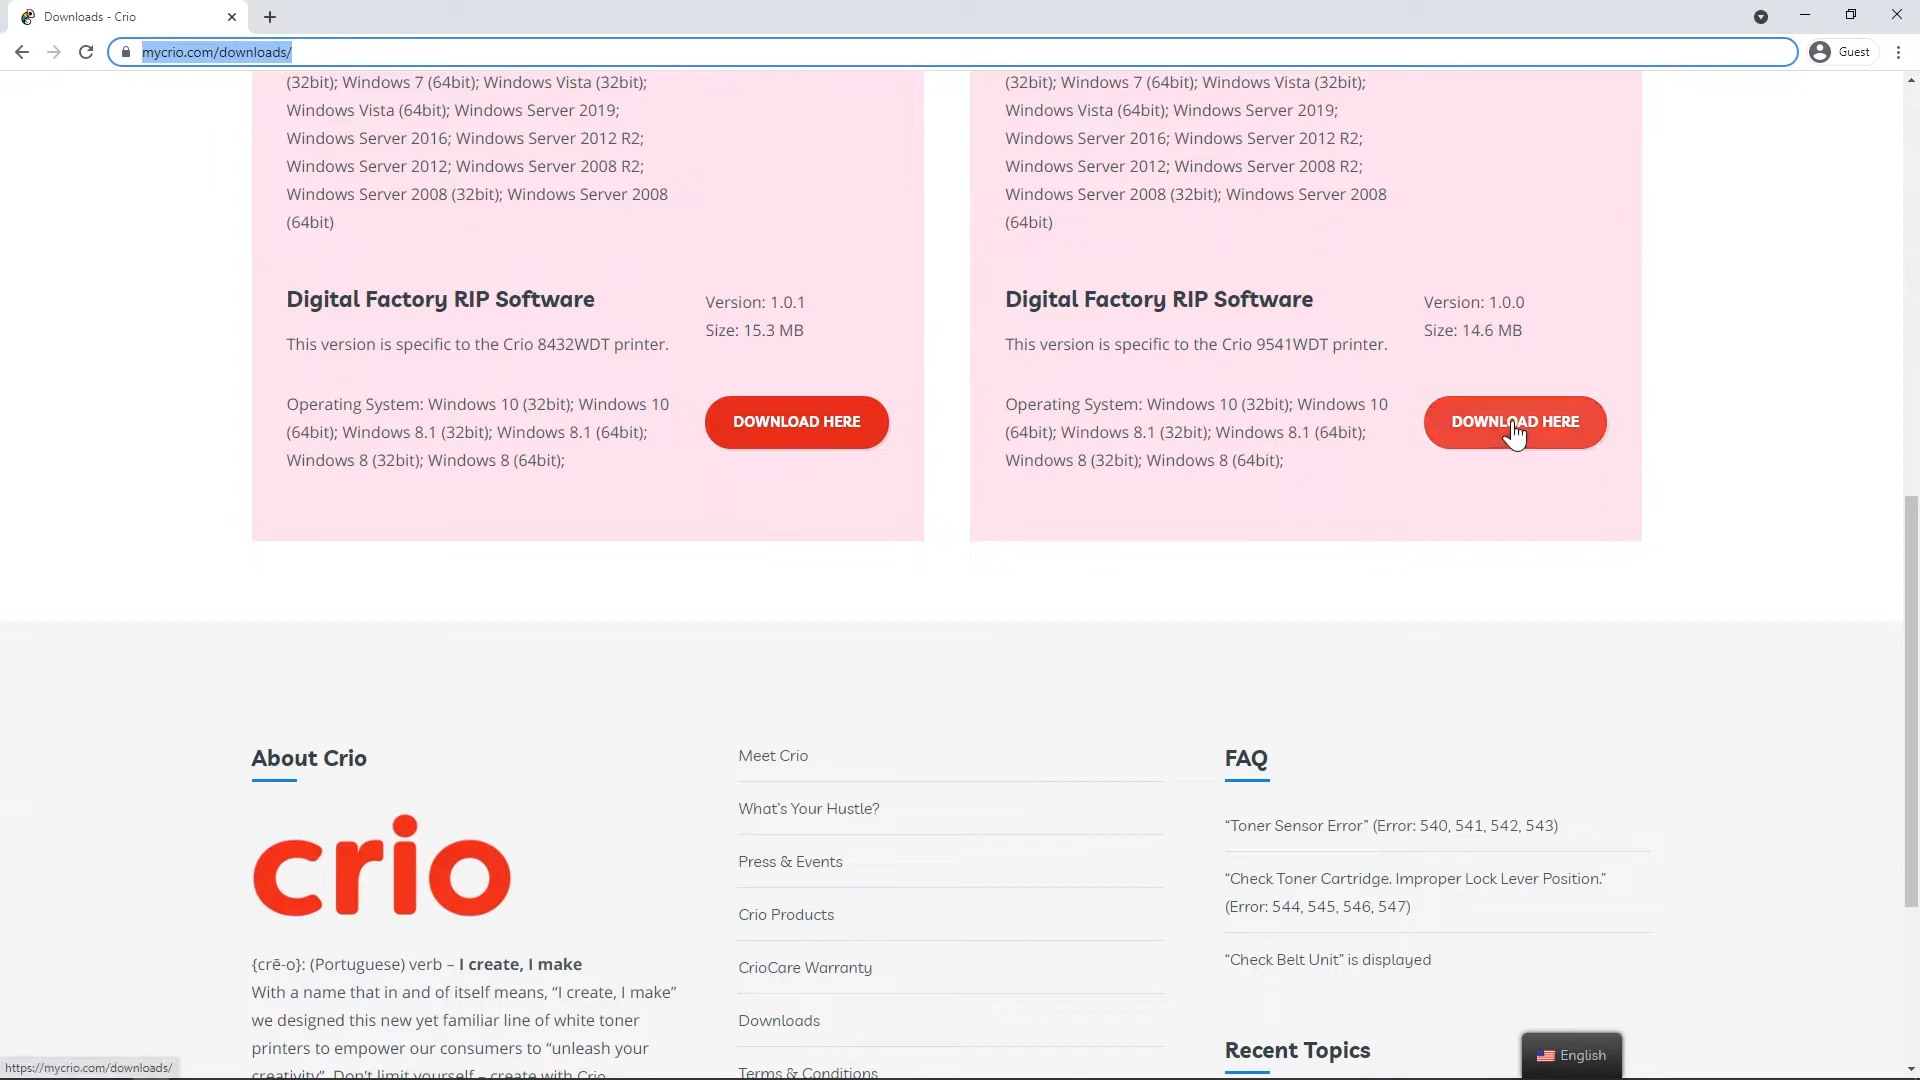 Downloads - Crio
mycrio.com/downloads/
Guest
(32bit); Windows 7 (64bit); Windows Vista (32bit);
Windows Vista (64bit); Windows Server 2019;
Windows Server 2016; Windows Server 2012 R2;
Windows Server 2012; Windows Server 2008 R2;
Windows Server 2008 (32bit); Windows Server 2008
(64bit)
Digital Factory RIP Software
This version is specific to the Crio 8432WDT printer.
Version: 1.0.1
Size: 15.3 MB
Operating System: Windows 10 (32bit); Windows 10
(64bit); Windows 8.1 (32bit); Windows 8.1 (64bit);
Windows 8 (32bit); Windows 8 (64bit);
DOWNLOAD HERE
(32bit); Windows 7 (64bit); Windows Vista (32bit);
Windows Vista (64bit); Windows Server 2019;
Windows Server 2016; Windows Server 2012 R2;
Windows Server 2012; Windows Server 2008 R2;
Windows Server 2008 (32bit); Windows Server 2008
(64bit)
Digital Factory RIP Software
This version is specific to the Crio 9541WDT printer.
Version: 1.0.0
Size: 14.6 MB
Operating System: Windows 10 (32bit); Windows 10
(64bit); Windows 8.1 (32bit); Windows 8.1 (64bit);
Windows 8 (32bit); Windows 8 (64bit);
DOWNLOAD HERE
About Crio
crio
{crē-o}: (Portuguese) verb – I create, I make
With a name that in and of itself means, “I create, I make”
we designed this new yet familiar line of white toner
printers to empower our consumers to “unleash your
creativity”. Don’t limit yourself – create with Crio.
Meet Crio
What’s Your Hustle?
Press & Events
Crio Products
CrioCare Warranty
Downloads
Terms & Conditions
FAQ
“Toner Sensor Error” (Error: 540, 541, 542, 543)
“Check Toner Cartridge. Improper Lock Lever Position.”
(Error: 544, 545, 546, 547)
“Check Belt Unit” is displayed
Recent Topics
English
https://mycrio.com/downloads/